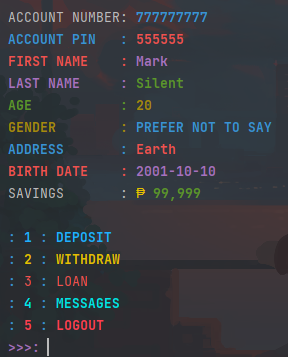 ACCOUNT NUMBER: 777777777
ACCOUNT PIN : 555555
FIRST NAME : Mark
LAST NAME : Silent
AGE : 20
GENDER : PREFER NOT TO SAY
ADDRESS : Earth
BIRTH DATE : 2001-10-10
SAVINGS : ₱ 99,999
: 1 : DEPOSIT
: 2 : WITHDRAW
: 3 : LOAN
: 4 : MESSAGES
: 5 : LOGOUT
>>>: